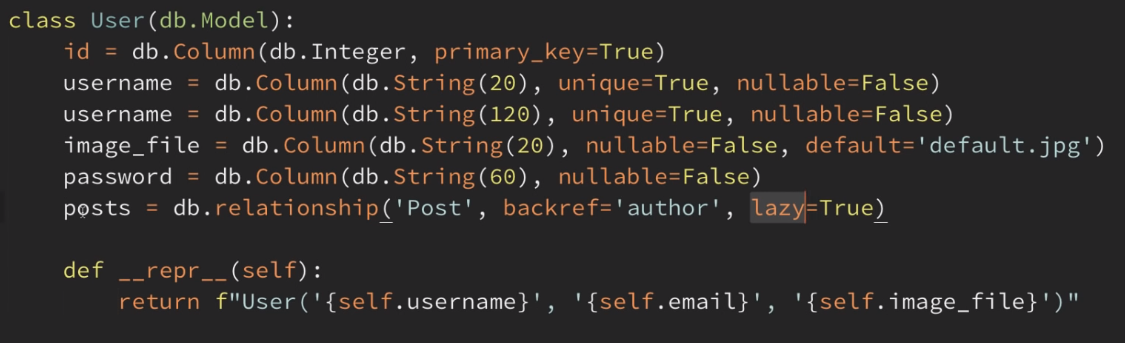 class User(db.Model):
    id = db.Column(db.Integer, primary_key=True)
    username = db.Column(db.String(20), unique=True, nullable=False)
    username = db.Column(db.String(120), unique=True, nullable=False)
    image_file = db.Column(db.String(20), nullable=False, default='default.jpg')
    password = db.Column(db.String(60), nullable=False)
    posts = db.relationship('Post', backref='author', lazy=True)

    def __repr__(self):
        return f"User('{self.username}', '{self.email}', '{self.image_file}')"